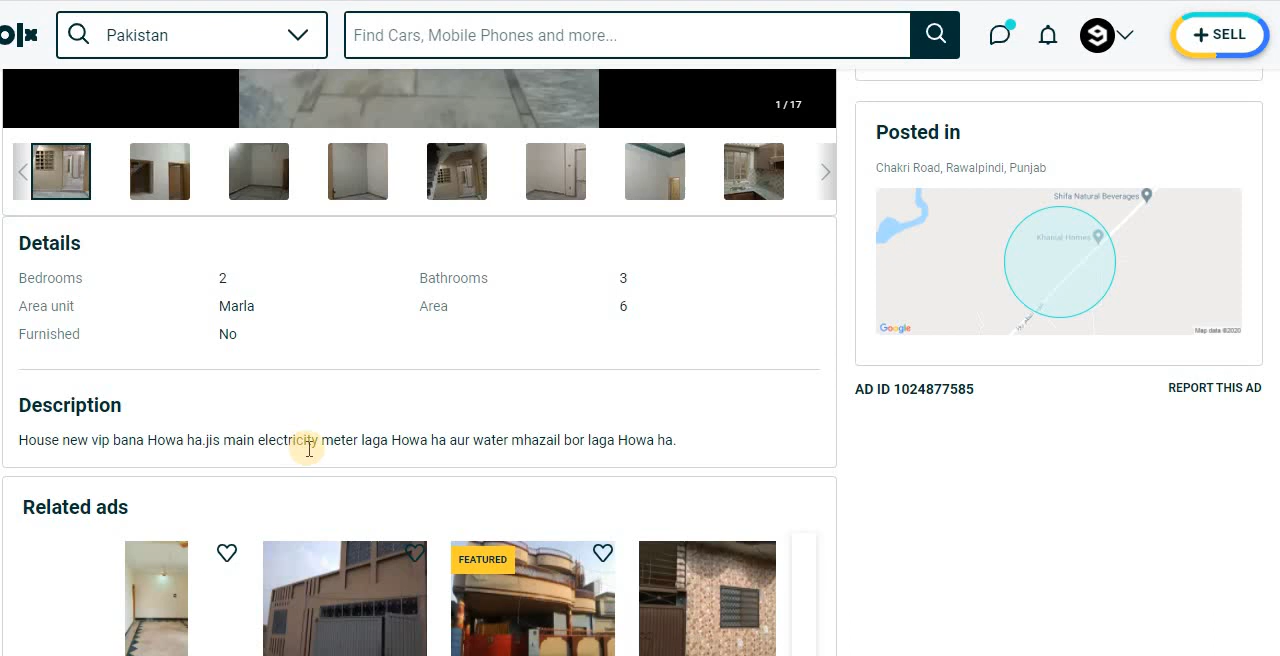 olx
Pakistan
Find Cars, Mobile Phones and more...
+ SELL
1 / 17
Details
Bedrooms 2 Bathrooms 3
Area unit Marla Area 6
Furnished No
Description
House new vip bana Howa ha.jis main electricity meter laga Howa ha aur water mhazail bor laga Howa ha.
Related ads
FEATURED
Posted in
Chakri Road, Rawalpindi, Punjab
Shifa Natural Beverages
Khanial Homes
Google
Map data ©2020
AD ID 1024877585
REPORT THIS AD